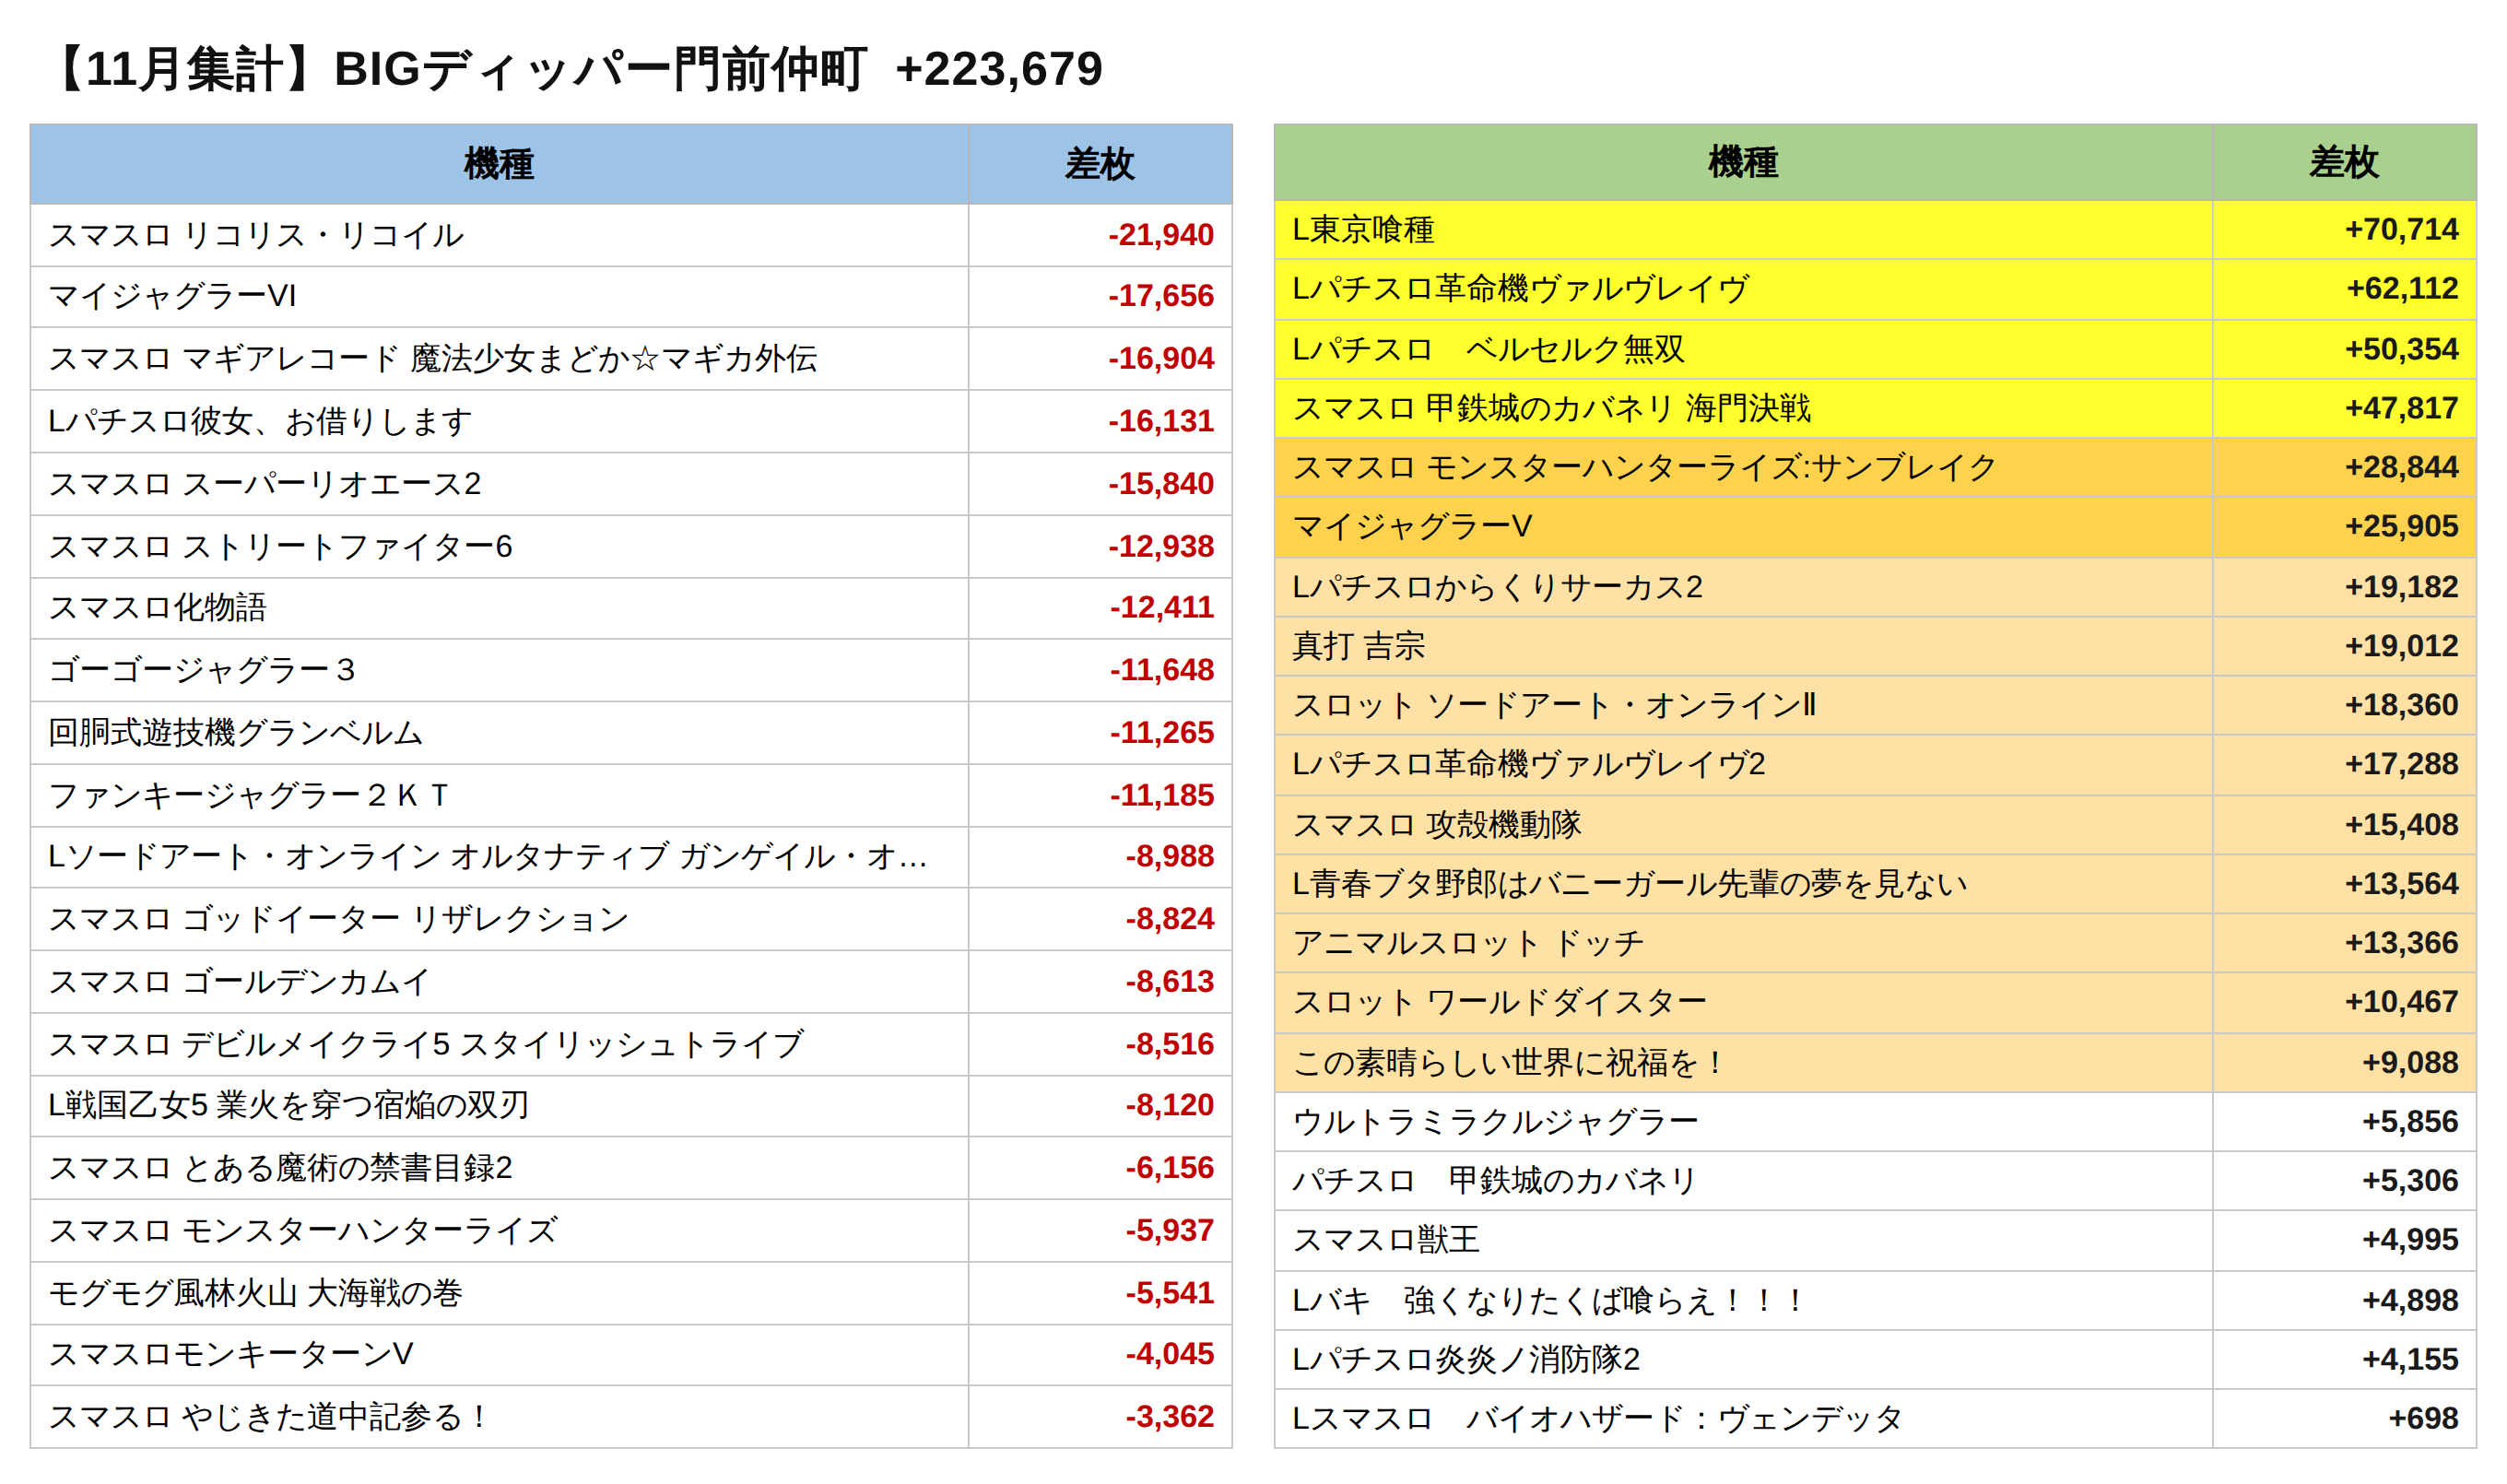 【11月集計】BIGディッパー門前仲町 +223,679
機種 差枚
スマスロ リコリス・リコイル -21,940
マイジャグラーVI -17,656
スマスロ マギアレコード 魔法少女まどか☆マギカ外伝 -16,904
Lパチスロ彼女、お借りします -16,131
スマスロ スーパーリオエース2 -15,840
スマスロ ストリートファイター6 -12,938
スマスロ化物語 -12,411
ゴーゴージャグラー３ -11,648
回胴式遊技機グランベルム -11,265
ファンキージャグラー２ＫＴ -11,185
Lソードアート・オンライン オルタナティブ ガンゲイル・オ… -8,988
スマスロ ゴッドイーター リザレクション -8,824
スマスロ ゴールデンカムイ -8,613
スマスロ デビルメイクライ5 スタイリッシュトライブ -8,516
L戦国乙女5 業火を穿つ宿焔の双刃 -8,120
スマスロ とある魔術の禁書目録2 -6,156
スマスロ モンスターハンターライズ -5,937
モグモグ風林火山 大海戦の巻 -5,541
スマスロモンキーターンV -4,045
スマスロ やじきた道中記参る！ -3,362
機種 差枚
L東京喰種 +70,714
Lパチスロ革命機ヴァルヴレイヴ +62,112
Lパチスロ　ベルセルク無双 +50,354
スマスロ 甲鉄城のカバネリ 海門決戦 +47,817
スマスロ モンスターハンターライズ:サンブレイク +28,844
マイジャグラーV +25,905
Lパチスロからくりサーカス2 +19,182
真打 吉宗 +19,012
スロット ソードアート・オンラインⅡ +18,360
Lパチスロ革命機ヴァルヴレイヴ2 +17,288
スマスロ 攻殻機動隊 +15,408
L青春ブタ野郎はバニーガール先輩の夢を見ない +13,564
アニマルスロット ドッチ +13,366
スロット ワールドダイスター +10,467
この素晴らしい世界に祝福を！ +9,088
ウルトラミラクルジャグラー +5,856
パチスロ　甲鉄城のカバネリ +5,306
スマスロ獣王 +4,995
Lバキ　強くなりたくば喰らえ！！！ +4,898
Lパチスロ炎炎ノ消防隊2 +4,155
Lスマスロ　バイオハザード：ヴェンデッタ +698